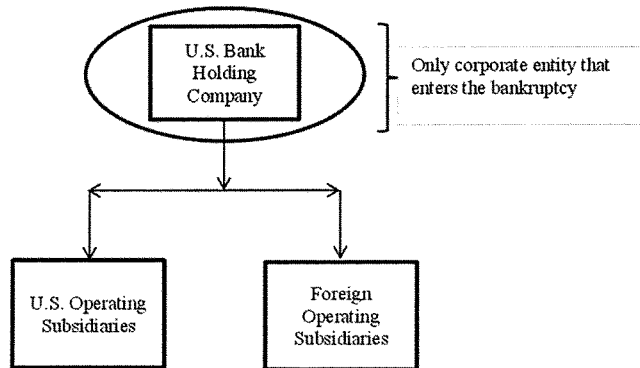 U.S. Bank
Holding
Company
Only corporate entity that
enters the bankruptcy
U.S. Operating
Subsidiaries
Foreign
Operating
Subsidiaries